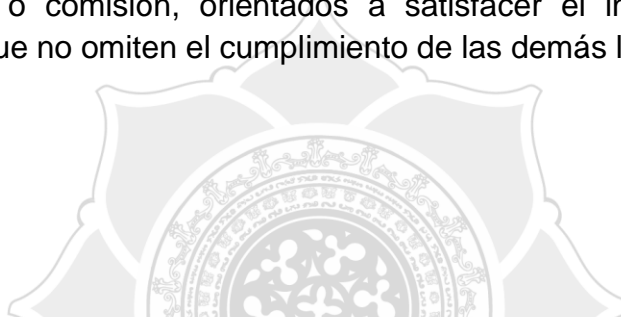 o comisión, orientados a satisfacer el in
ue no omiten el cumplimiento de las demás l